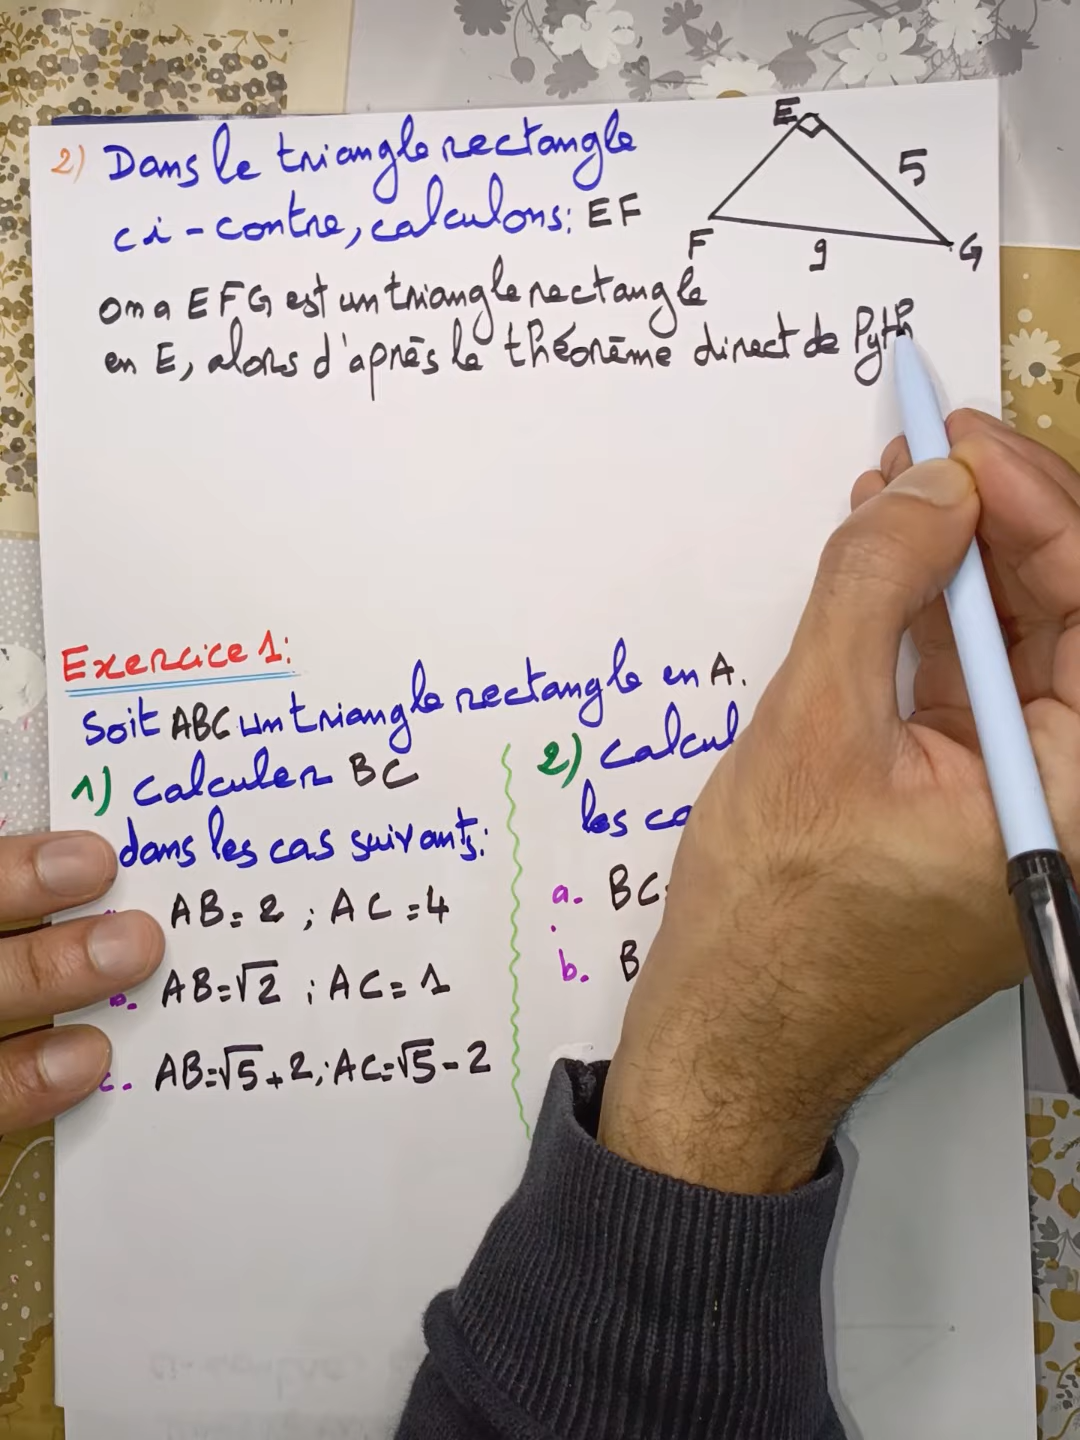 2) Dans le triangle rectangle
ci-contre, calculons: EF
E
5
F
9
G
on a EFG est un triangle rectangle
en E, alors d'après le théorème direct de Pyth
Exercice 1:
Soit ABC un triangle rectangle en A.
1) calculer BC
dans les cas suivants:
AB = 2 ; AC = 4
AB = √2 ; AC = 1
c. AB = √5 + 2 ; AC = √5 - 2
2) calcul
les ca
a. BC =
b. B